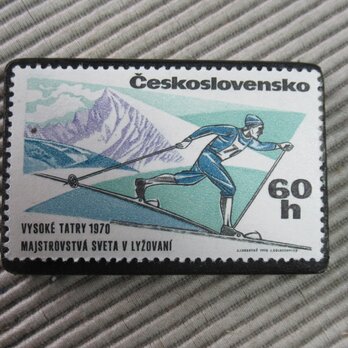 Československo
60
h
VYSOKÉ TATRY 1970
MAJSTROVSTVÁ SVETA V LYŽOVANÍ